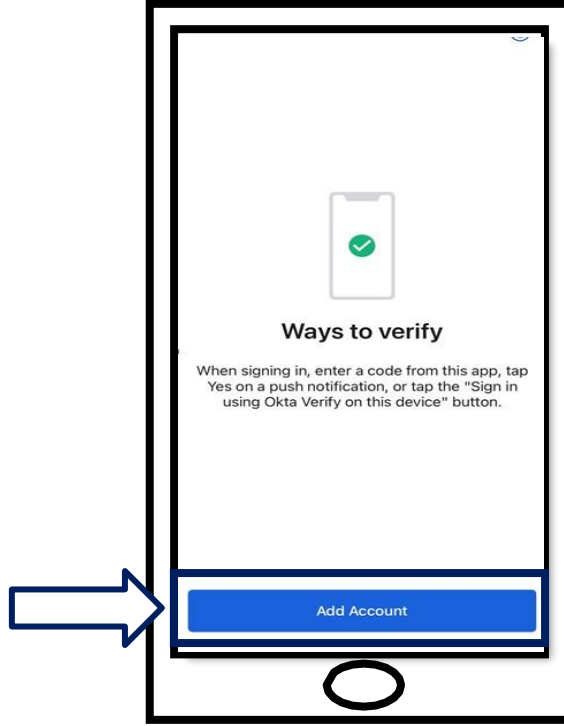 Ways to verify
When signing in, enter a code from this app, tap
Yes on a push notification, or tap the "Sign in
using Okta Verify on this device" button.
Add Account